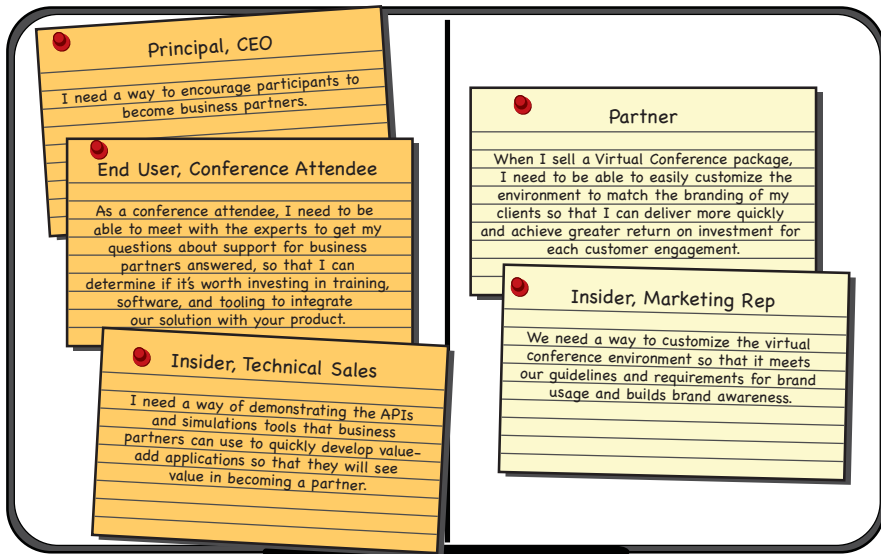 Principal, CEO
I need a way to encourage participants to
become business partners.
End User, Conference Attendee
As a conference attendee, I need to be
able to meet with the experts to get my
questions about support for business
partners answered, so that I can
determine if it's worth investing in training,
software, and tooling to integrate
our solution with your product.
Insider, Technical Sales
I need a way of demonstrating the APIs
and simulations tools that business
partners can use to quickly develop value-
add applications so that they will see
value in becoming a partner.
Partner
When I sell a Virtual Conference package,
I need to be able to easily customize the
environment to match the branding of my
clients so that I can deliver more quickly
and achieve greater return on investment for
each customer engagement.
Insider, Marketing Rep
We need a way to customize the virtual
conference environment so that it meets
our guidelines and requirements for brand
usage and builds brand awareness.